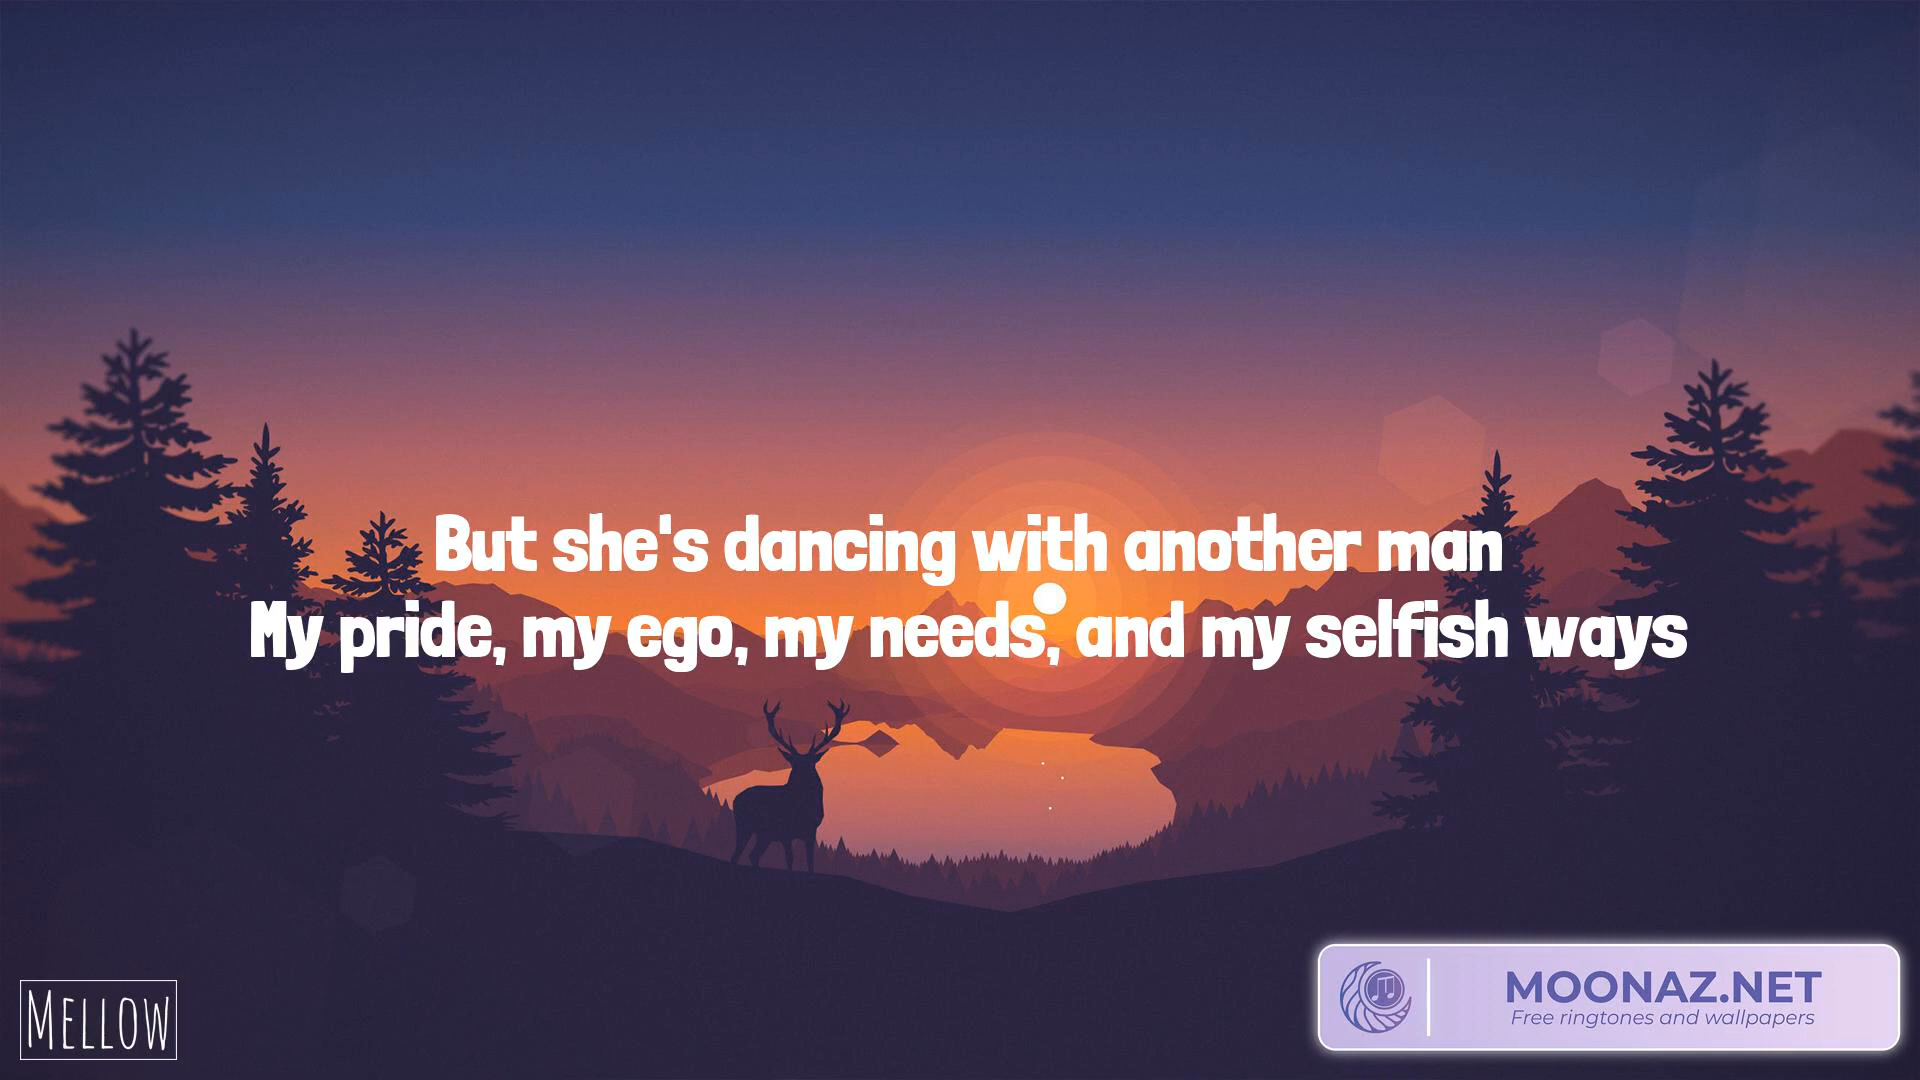 But she's dancing with another man
My pride, my ego, my needs, and my selfish ways
MELLOW
MOONAZ.NET
Free ringtones and wallpapers